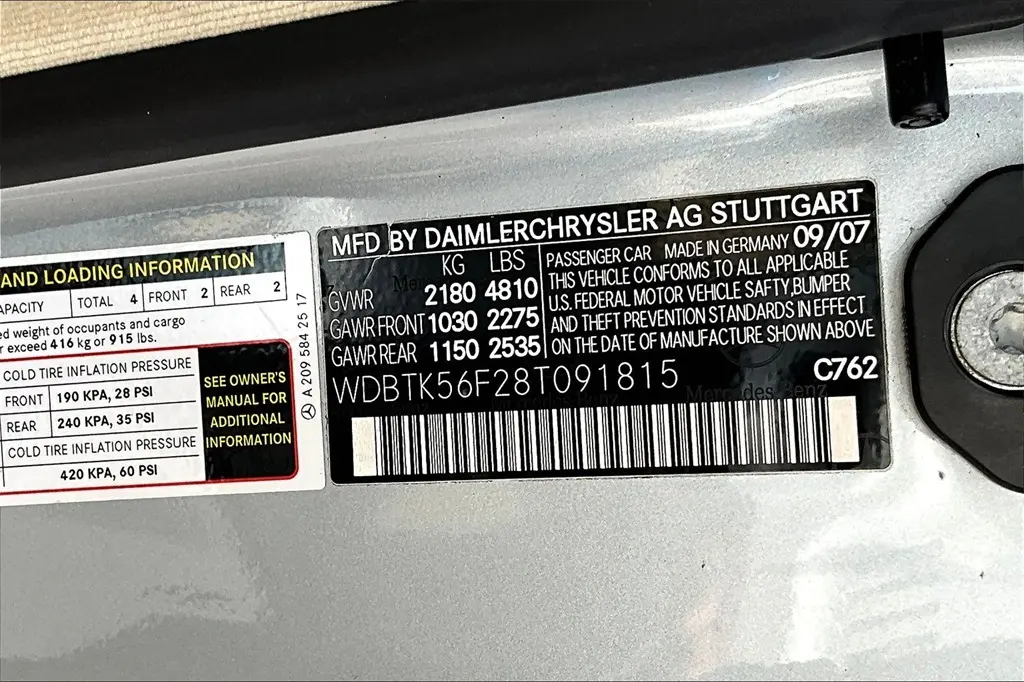 AND LOADING INFORMATION
APACITY TOTAL 4 FRONT 2 REAR 2
ed weight of occupants and cargo
r exceed 416 kg or 915 lbs.
COLD TIRE INFLATION PRESSURE
FRONT 190 KPA, 28 PSI
REAR 240 KPA, 35 PSI
COLD TIRE INFLATION PRESSURE
420 KPA, 60 PSI
SEE OWNER'S
MANUAL FOR
ADDITIONAL
INFORMATION
A 209 584 25 17
MFD BY DAIMLERCHRYSLER AG STUTTGART
KG LBS
GVWR 2180 4810
GAWR FRONT 1030 2275
GAWR REAR 1150 2535
PASSENGER CAR MADE IN GERMANY 09/07
THIS VEHICLE CONFORMS TO ALL APPLICABLE
U.S. FEDERAL MOTOR VEHICLE SAFTY,BUMPER
AND THEFT PREVENTION STANDARDS IN EFFECT
ON THE DATE OF MANUFACTURE SHOWN ABOVE
WDBTK56F28T091815
C762
Mercedes Benz